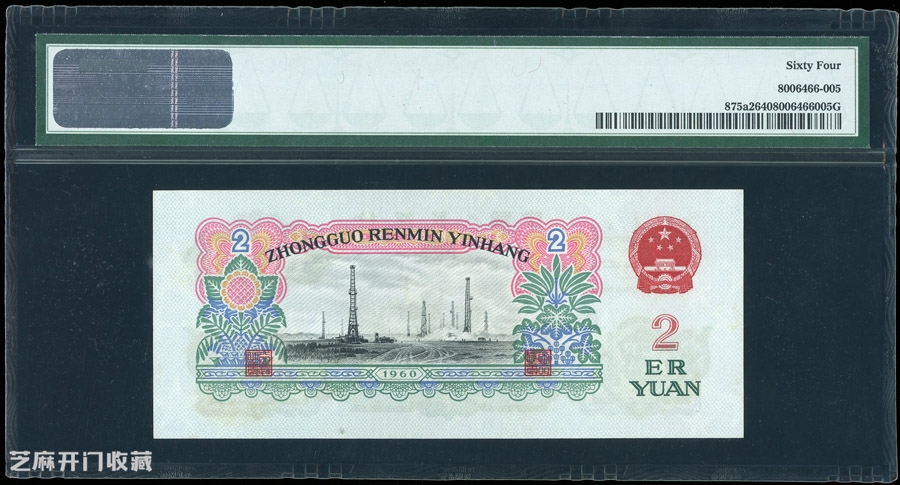 Sixty Four
8006466-005
875a26408006466005G
2 ZHONGGUO RENMIN YINHANG 2
1960
2
ER
YUAN
芝麻开门收藏